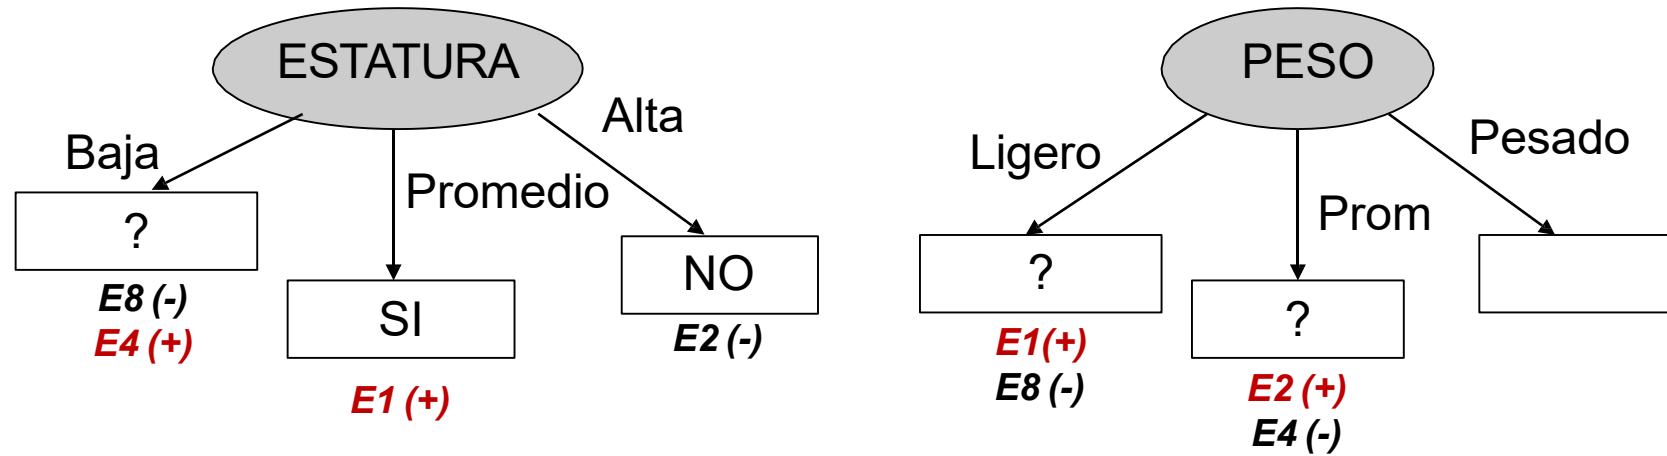 ESTATURA
Baja
Promedio
Alta
?
E8 (-)
E4 (+)
SI
E1 (+)
NO
E2 (-)
PESO
Ligero
Prom
Pesado
?
E1(+)
E8 (-)
?
E2 (+)
E4 (-)